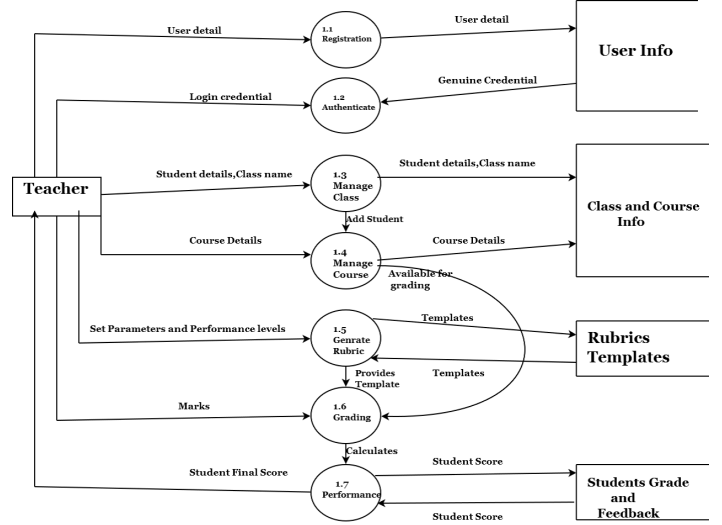 User detail
1.1
Registration
User detail
User Info
Genuine Credential
Login credential
1.2
Authenticate
Teacher
Student details,Class name
1.3
Manage
Class
Student details,Class name
Class and Course
Info
Add Student
Course Details
1.4
Manage
Course
Course Details
Available for
grading
Set Parameters and Performance levels
1.5
Genrate
Rubric
Templates
Rubrics
Templates
Templates
Provides
Template
Marks
1.6
Grading
Calculates
Student Final Score
1.7
Performance
Student Score
Students Grade
and
Feedback
Student Score